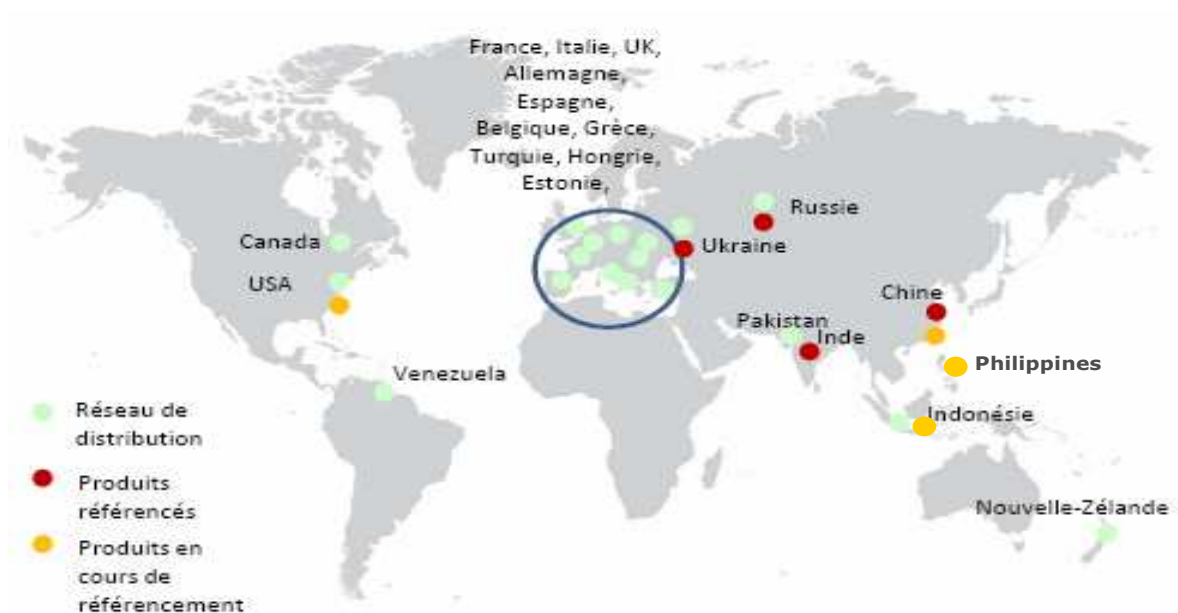 France, Italie, UK,
Allemagne,
Espagne,
Belgique, Grèce,
Turquie, Hongrie,
Estonie,
Russie
Canada
Ukraine
USA
Chine
Pakistan
Inde
Philippines
Venezuela
Indonésie
Réseau de
distribution
Produits
référencés
Nouvelle-Zélande
Produits en
cours de
référencement